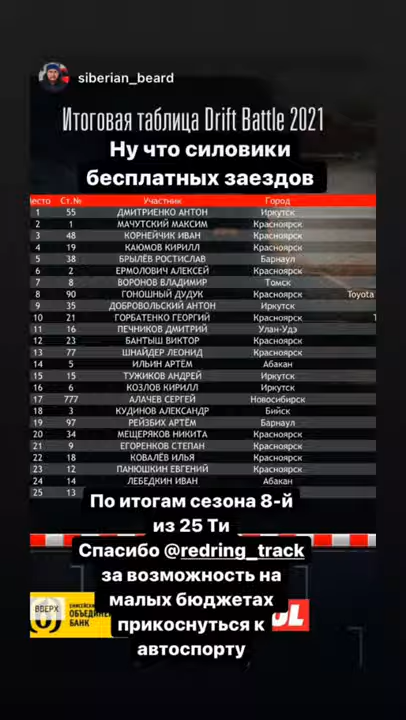 siberian_beard
Итоговая таблица Drift Battle 2021
Ну что силовики
бесплатных заездов
место Ст.№ Участник Город
1 55 ДМИТРИЕНКО АНТОН Иркутск
2 1 МАЧУТСКИЙ МАКСИМ Красноярск
3 48 КОРНЕЙЧИК ИВАН Красноярск
4 19 КАЮМОВ КИРИЛЛ Красноярск
5 38 БРЫЛЁВ РОСТИСЛАВ Барнаул
6 2 ЕРМОЛОВИЧ АЛЕКСЕЙ Красноярск
7 8 ВОРОНОВ ВЛАДИМИР Томск
8 90 ГОНОШНЫЙ ДУДУК Красноярск Toyota
9 35 ДОБРОВОЛЬСКИЙ АНТОН Иркутск
10 21 ГОРБАТЕНКО ГЕОРГИЙ Красноярск
11 16 ПЕЧНИКОВ ДМИТРИЙ Улан-Удэ
12 23 БАНТЫШ ВИКТОР Красноярск
13 77 ШНАЙДЕР ЛЕОНИД Красноярск
14 5 ИЛЬИН АРТЁМ Абакан
15 15 ТУЖИКОВ АНДРЕЙ Иркутск
16 6 КОЗЛОВ КИРИЛЛ Иркутск
17 777 АЛАЧЕВ СЕРГЕЙ Новосибирск
18 3 КУДИНОВ АЛЕКСАНДР Бийск
19 97 РЕЙЗБИХ АРТЁМ Барнаул
20 34 МЕЩЕРЯКОВ НИКИТА Красноярск
21 9 ЕГОРЕНКОВ СТЕПАН Красноярск
22 18 КОВАЛЁВ ИЛЬЯ Красноярск
23 12 ПАНЮШКИН ЕВГЕНИЙ Красноярск
24 14 ЛЕБЕДКИН ИВАН Абакан
25 13
По итогам сезона 8-й
из 25 Ти
Спасибо @redring_track
за возможность на
малых бюджетах
прикоснуться к
автоспорту
ВВЕРХ
ОБЪЕДИНЕ
БАНК